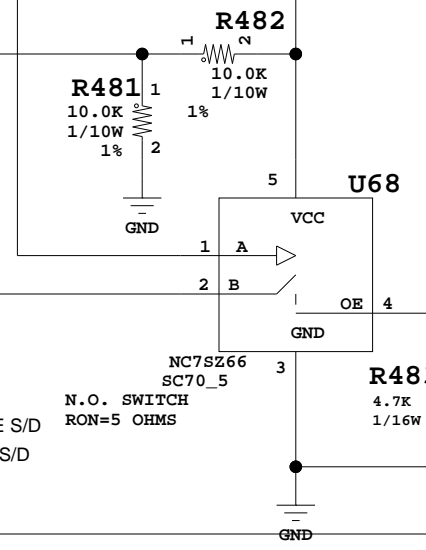 R482
1 2
10.0K
1/10W
1%
R481
1
10.0K
1/10W
1%
2
GND
5
U68
VCC
1 A
2 B
OE 4
GND
NC7SZ66
SC70_5
3
N.O. SWITCH
RON=5 OHMS
4.7K
1/16W
E S/D
S/D
GND